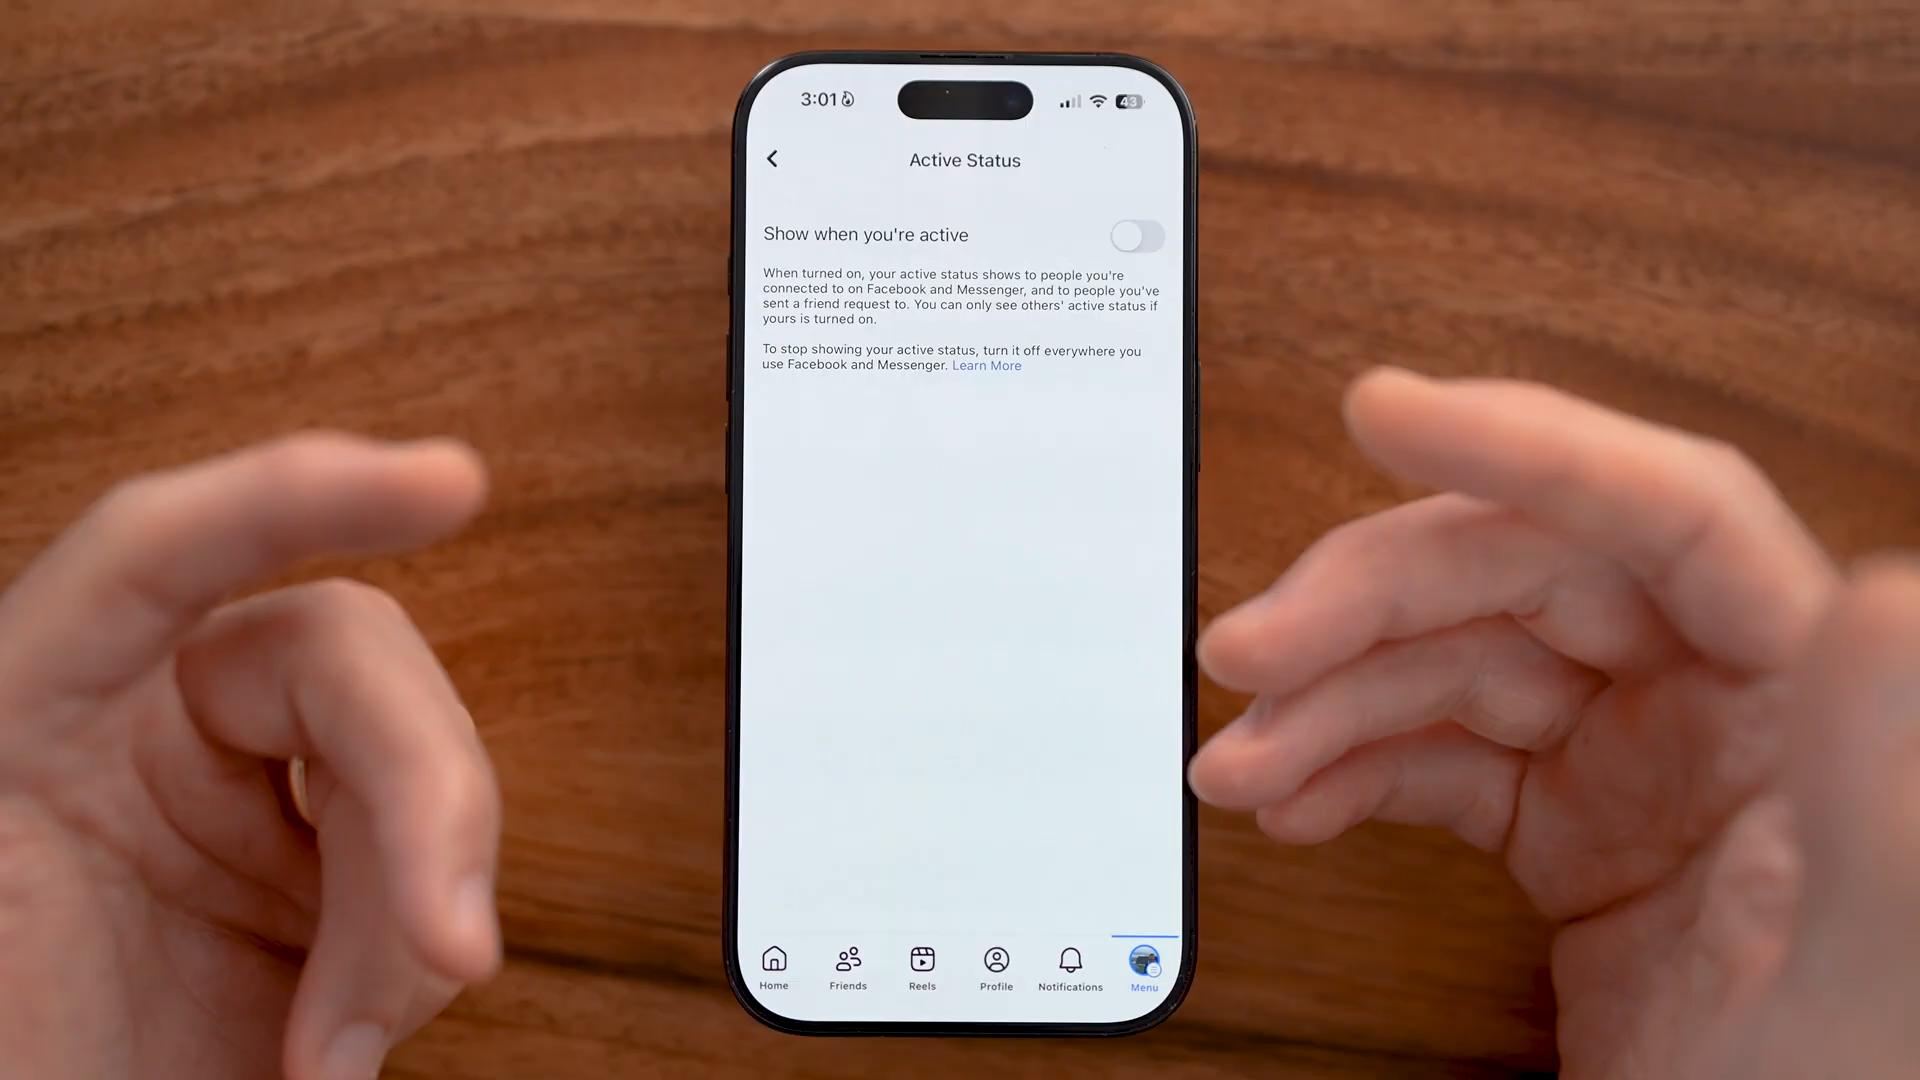 3:01
43
Active Status
Show when you're active
When turned on, your active status shows to people you're
connected to on Facebook and Messenger, and to people you've
sent a friend request to. You can only see others' active status if
yours is turned on.
To stop showing your active status, turn it off everywhere you
use Facebook and Messenger. Learn More
Home
Friends
Reels
Profile
Notifications
Menu